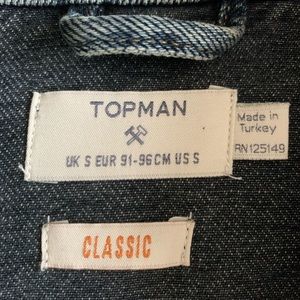 TOPMAN
UK S EUR 91-96CM US S
Made in
Turkey
RN125149
CLASSIC